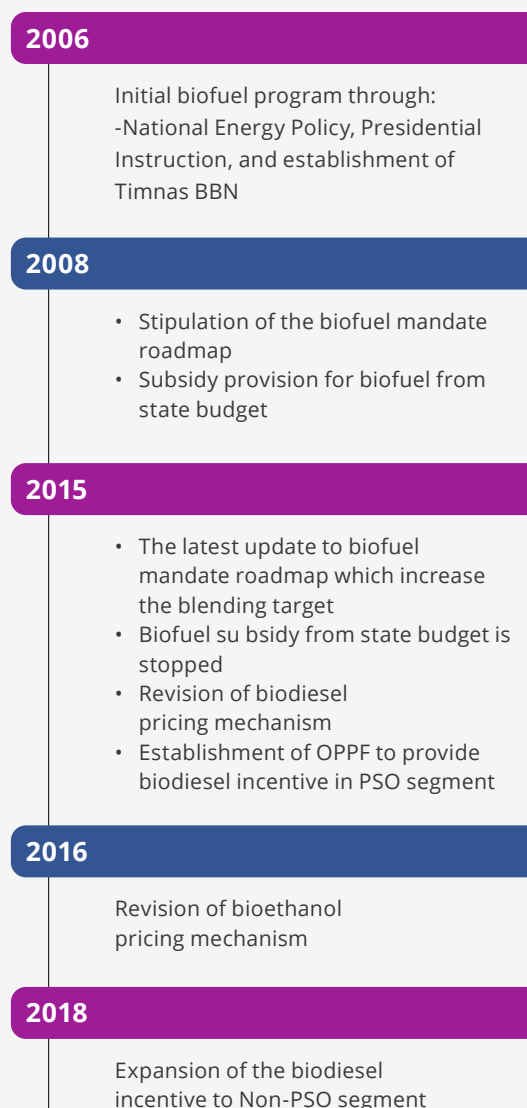 2006
Initial biofuel program through:
-National Energy Policy, Presidential
Instruction, and establishment of
Timnas BBN
2008
• Stipulation of the biofuel mandate
roadmap
• Subsidy provision for biofuel from
state budget
2015
• The latest update to biofuel
mandate roadmap which increase
the blending target
• Biofuel su bsidy from state budget is
stopped
• Revision of biodiesel
pricing mechanism
• Establishment of OPPF to provide
biodiesel incentive in PSO segment
2016
Revision of bioethanol
pricing mechanism
2018
Expansion of the biodiesel
incentive to Non-PSO segment